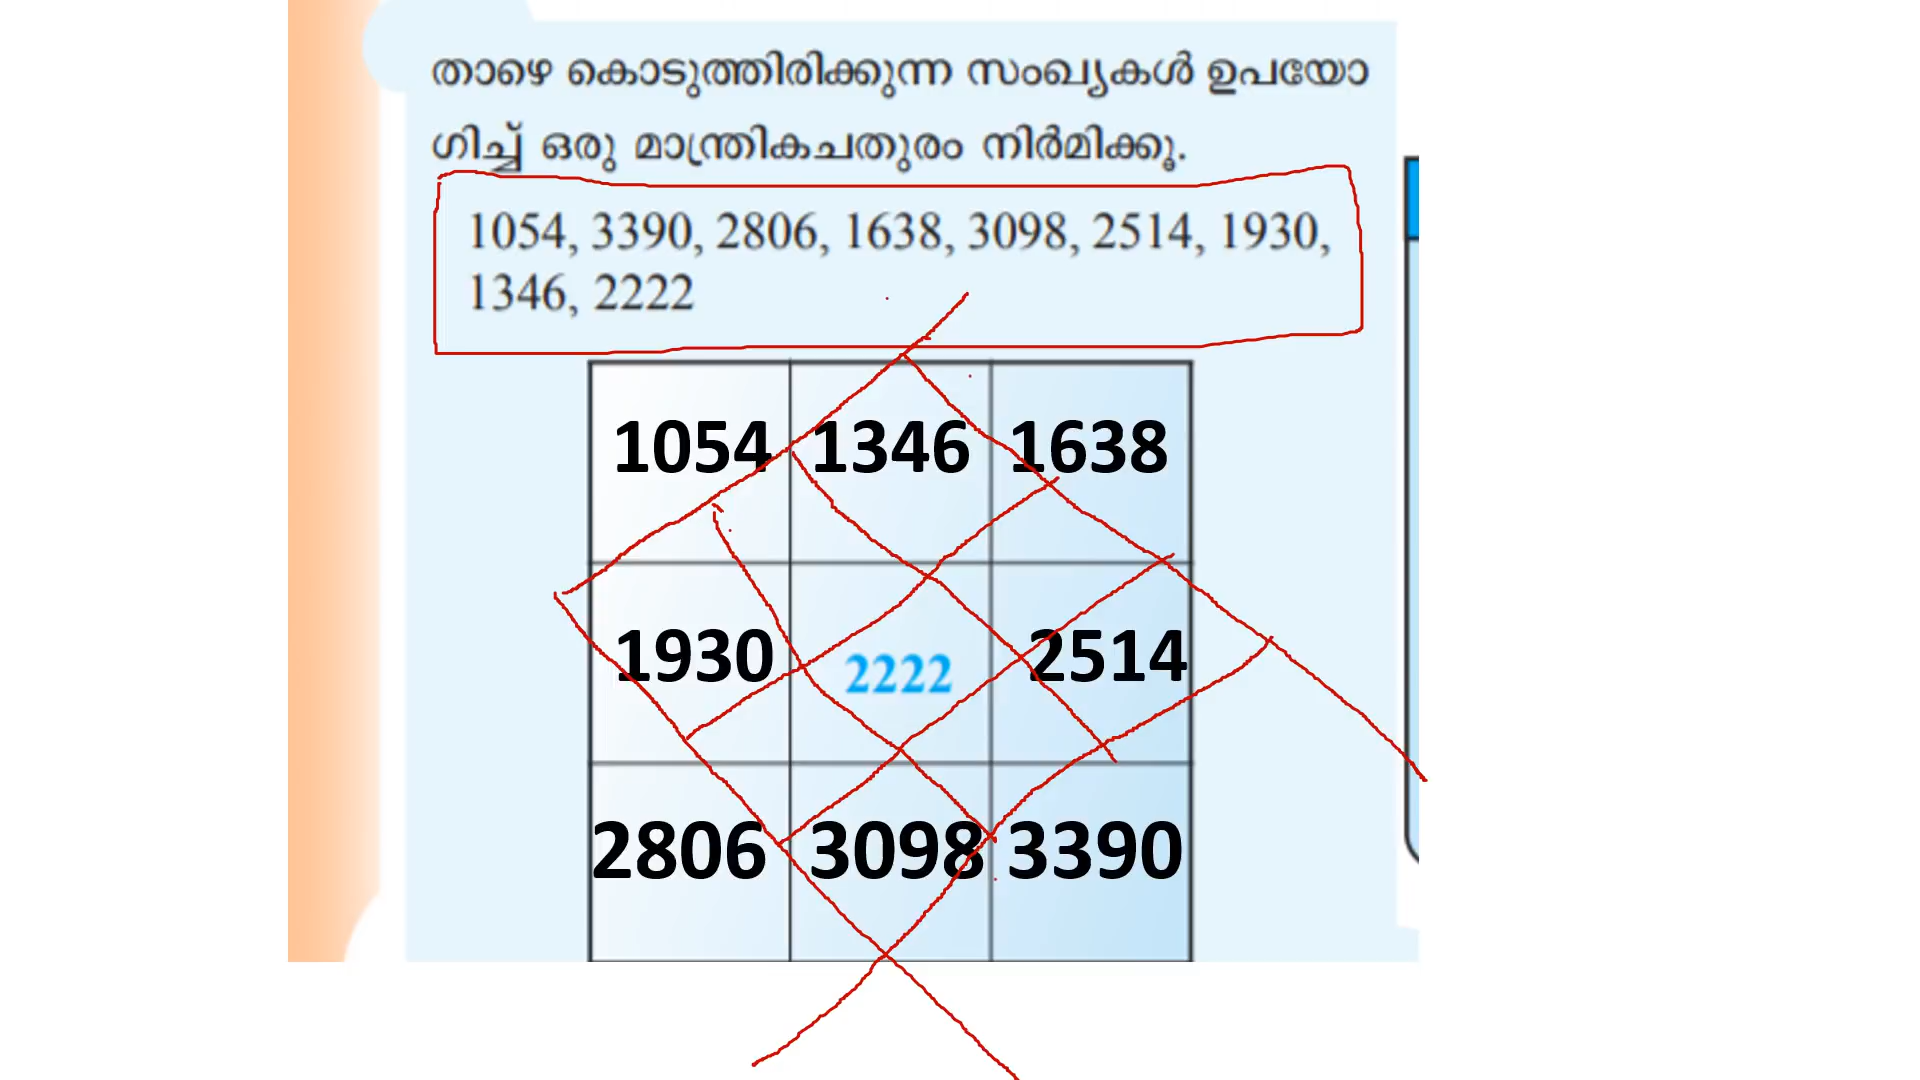 താഴെ കൊടുത്തിരിക്കുന്ന സംഖ്യകൾ ഉപയോ
ഗിച്ച് ഒരു മാന്ത്രികചതുരം നിർമിക്കൂ.
1054, 3390, 2806, 1638, 3098, 2514, 1930,
1346, 2222
1054 1346 1638
1930 2222 2514
2806 3098 3390